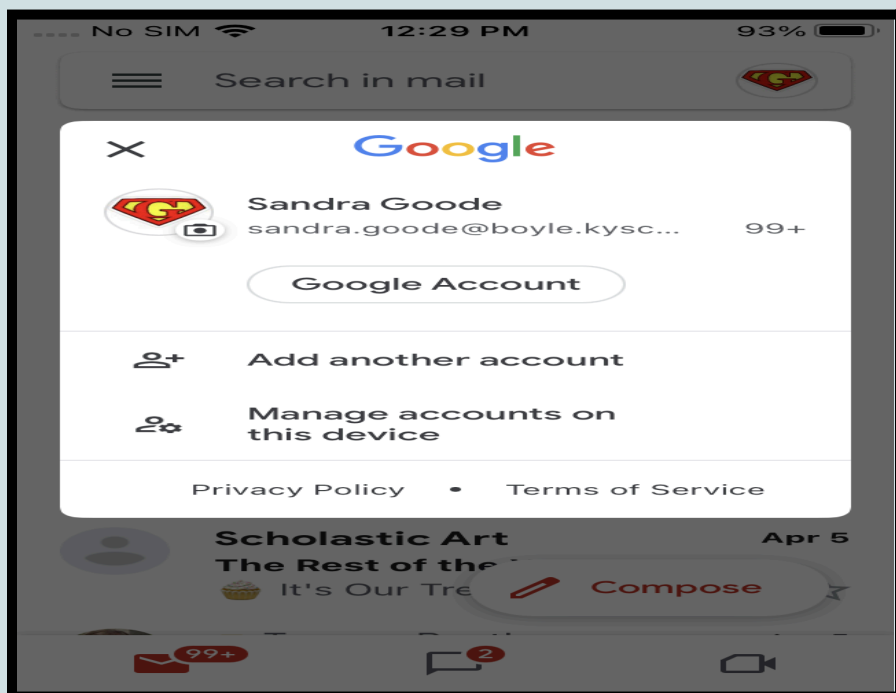 No SIM 12:29 PM 93%
Search in mail
Google
Sandra Goode
sandra.goode@boyle.kysc... 99+
Google Account
Add another account
Manage accounts on
this device
Privacy Policy • Terms of Service
Scholastic Art Apr 5
The Rest of the
It's Our Tre
Compose
99+ 2